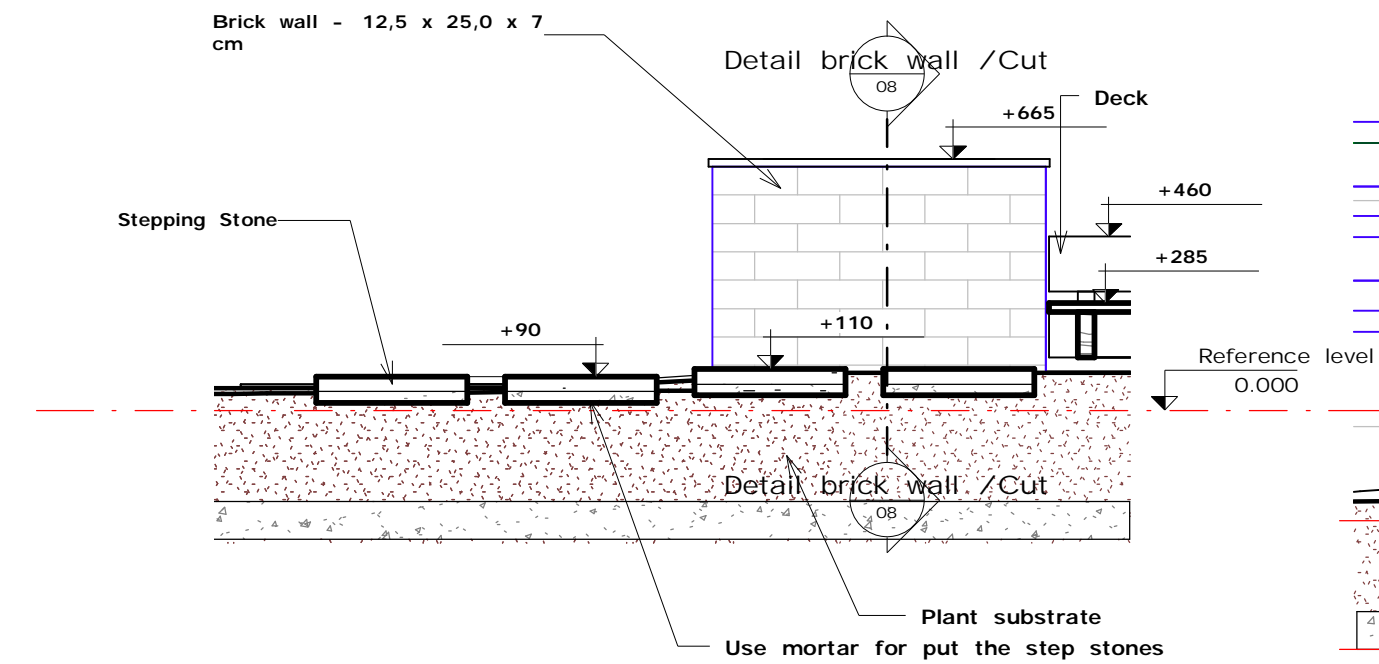 Brick wall - 12,5 x 25,0 x 7
cm
Detail brick wall /Cut
08
Deck
+665
+460
Stepping Stone
+285
+90
+110
Reference level
0.000
Detail brick wall /Cut
08
Plant substrate
Use mortar for put the step stones